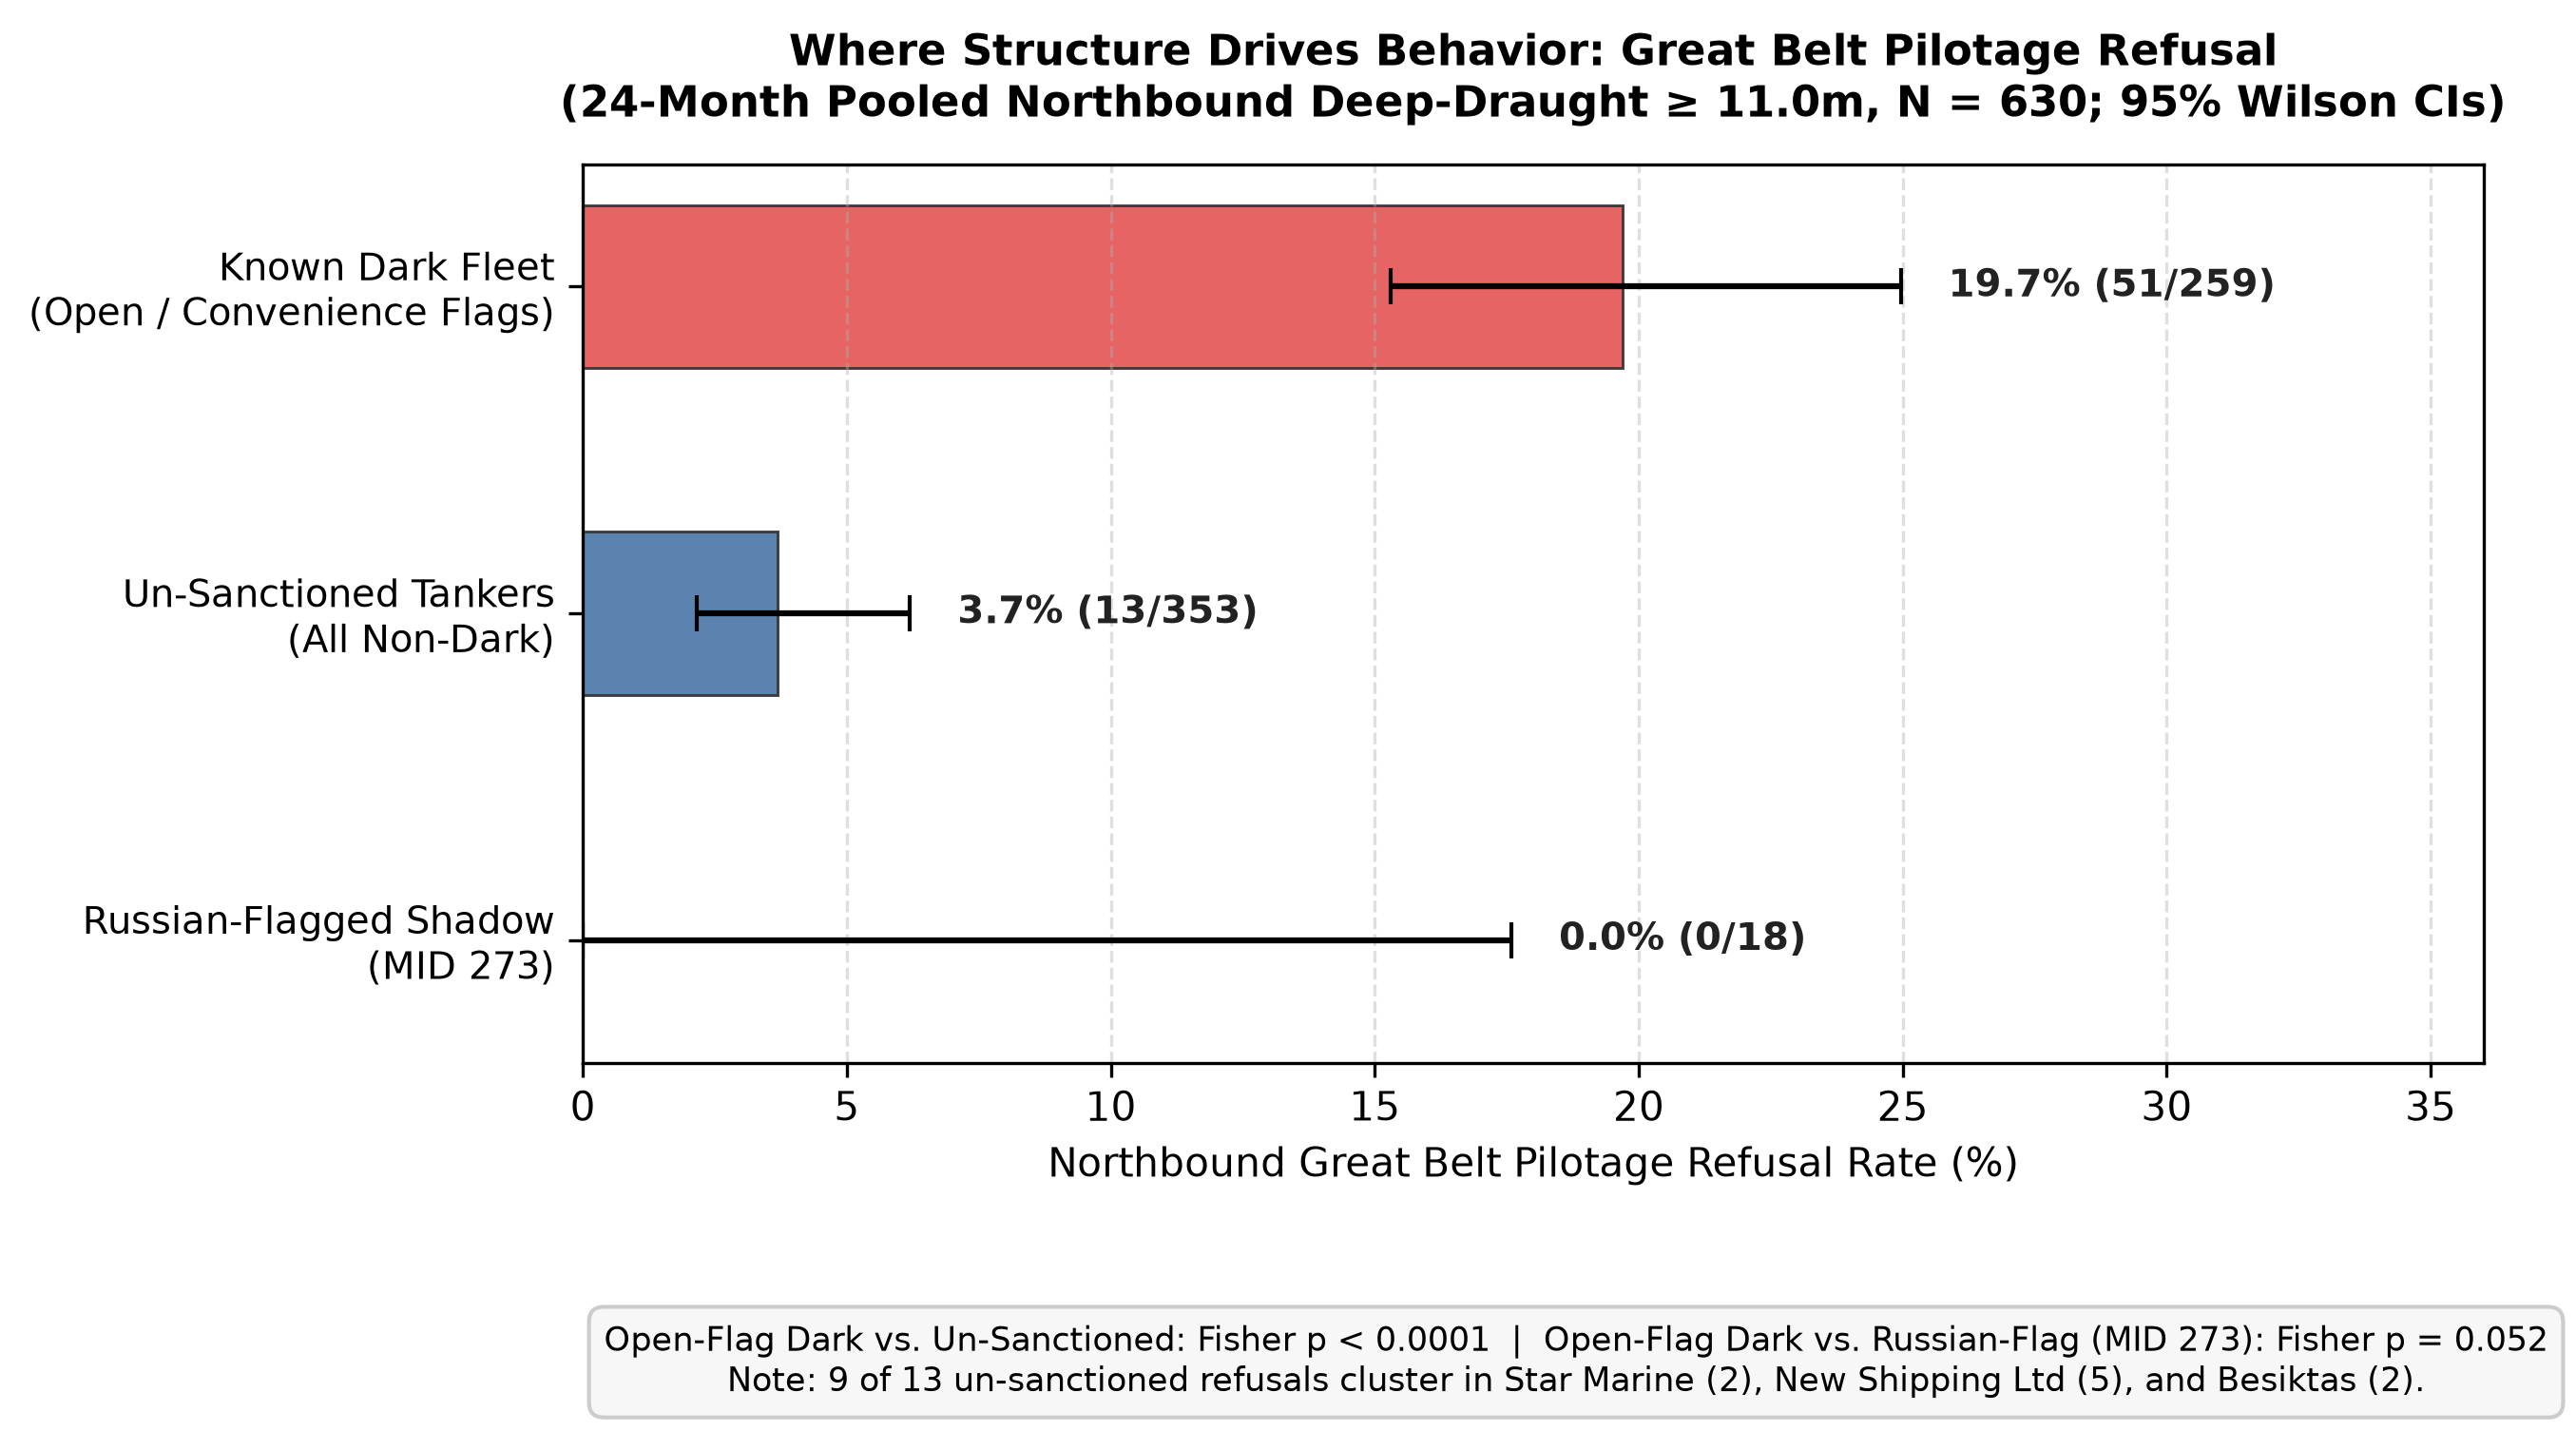 Where Structure Drives Behavior: Great Belt Pilotage Refusal
(24-Month Pooled Northbound Deep-Draught ≥ 11.0m, N = 630; 95% Wilson CIs)
Known Dark Fleet
(Open / Convenience Flags)
19.7% (51/259)
Un-Sanctioned Tankers
(All Non-Dark)
3.7% (13/353)
Russian-Flagged Shadow
(MID 273)
0.0% (0/18)
0 5 10 15 20 25 30 35
Northbound Great Belt Pilotage Refusal Rate (%)
Open-Flag Dark vs. Un-Sanctioned: Fisher p < 0.0001 | Open-Flag Dark vs. Russian-Flag (MID 273): Fisher p = 0.052
Note: 9 of 13 un-sanctioned refusals cluster in Star Marine (2), New Shipping Ltd (5), and Besiktas (2).